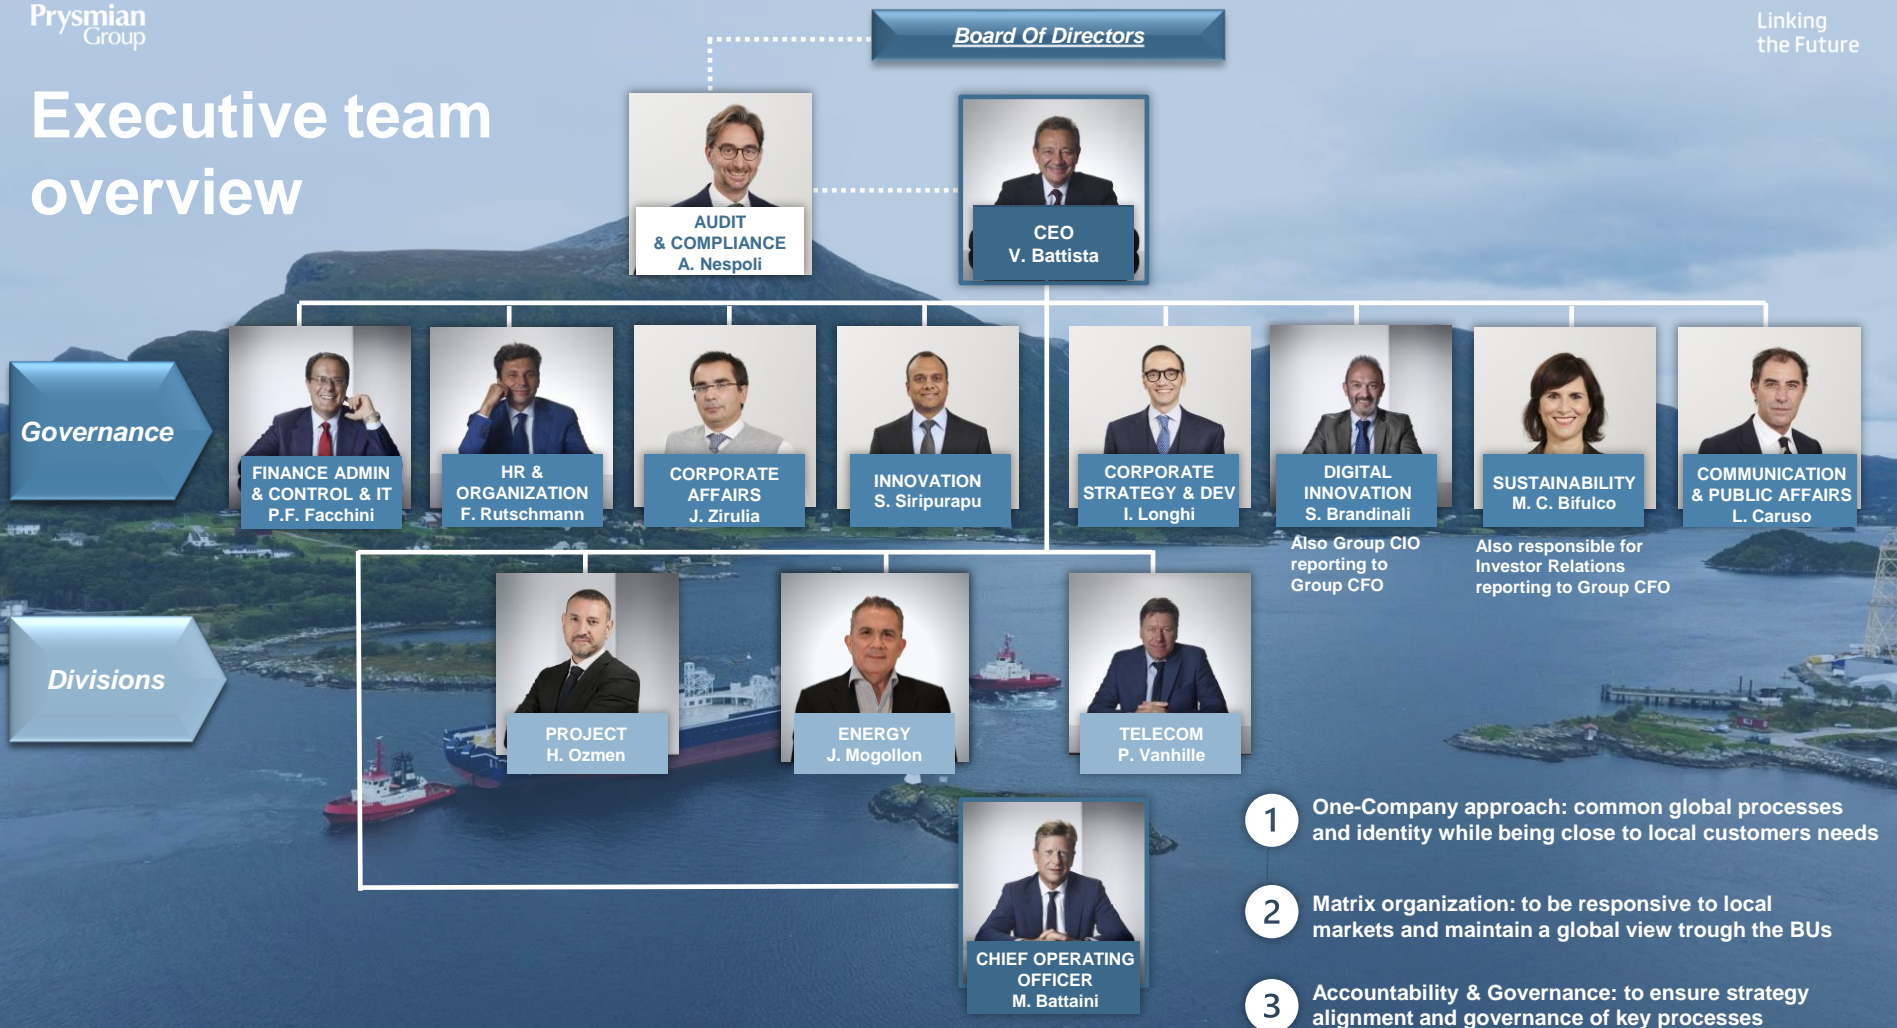 Prysmian
Group
Linking
the Future
Board Of Directors
Executive team
overview
AUDIT
& COMPLIANCE
A. Nespoli
CEO
V. Battista
Governance
FINANCE ADMIN
& CONTROL & IT
P.F. Facchini
HR &
ORGANIZATION
F. Rutschmann
CORPORATE
AFFAIRS
J. Zirulia
INNOVATION
S. Siripurapu
CORPORATE
STRATEGY & DEV
I. Longhi
DIGITAL
INNOVATION
S. Brandinali
Also Group CIO
reporting to
Group CFO
SUSTAINABILITY
M. C. Bifulco
Also responsible for
Investor Relations
reporting to Group CFO
COMMUNICATION
& PUBLIC AFFAIRS
L. Caruso
Divisions
PROJECT
H. Ozmen
ENERGY
J. Mogollon
TELECOM
P. Vanhille
CHIEF OPERATING
OFFICER
M. Battaini
1
One-Company approach: common global processes
and identity while being close to local customers needs
2
Matrix organization: to be responsive to local
markets and maintain a global view trough the BUs
3
Accountability & Governance: to ensure strategy
alignment and governance of key processes